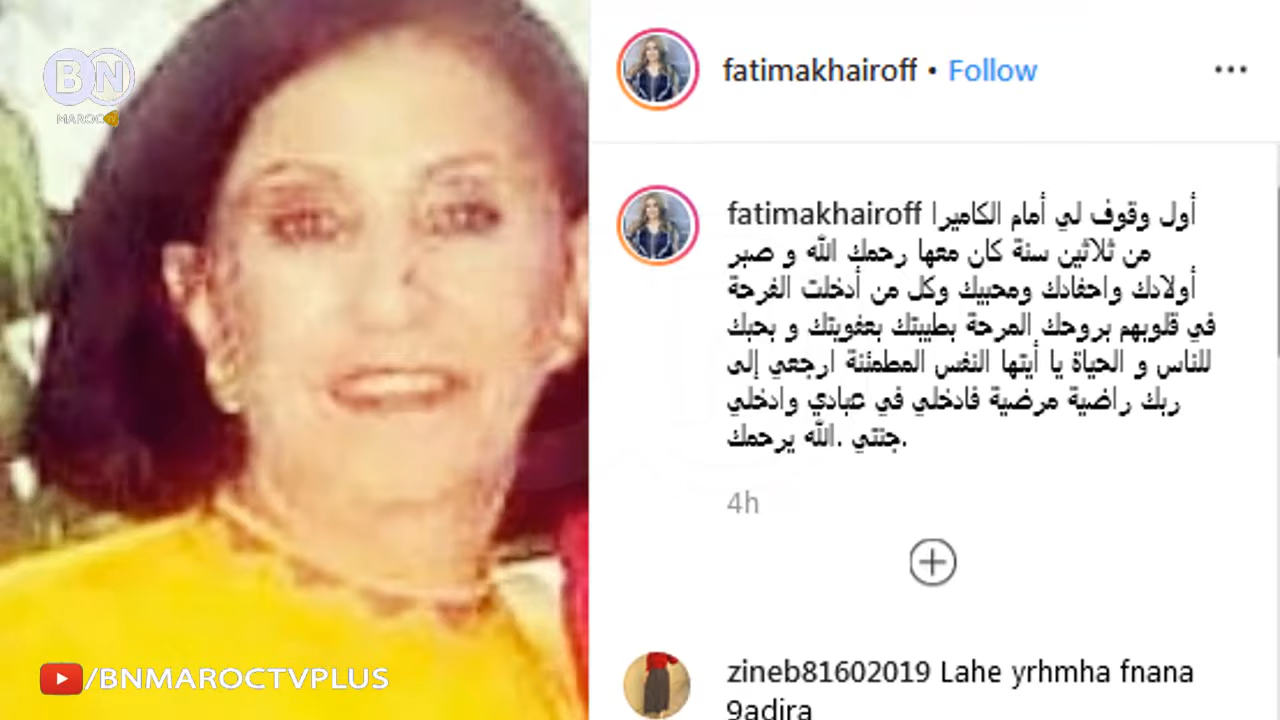 BN
MAROCTV
fatimakhairoff • Follow
fatimakhairoff أول وقوف لي أمام الكاميرا
من ثلاثين سنة كان معها رحمك الله و صبر
أولادك واحفادك ومحبيك وكل من أدخلت الفرحة
في قلوبهم بروحك المرحة بطيبتك بعفويتك و بحبك
للناس و الحياة يا أيتها النفس المطمئنة ارجعي إلى
ربك راضية مرضية فادخلي في عبادي وادخلي
جنتي . الله يرحمك.
4h
zineb81602019 Lahe yrhmha fnana
9adira
/BNMAROCTVPLUS